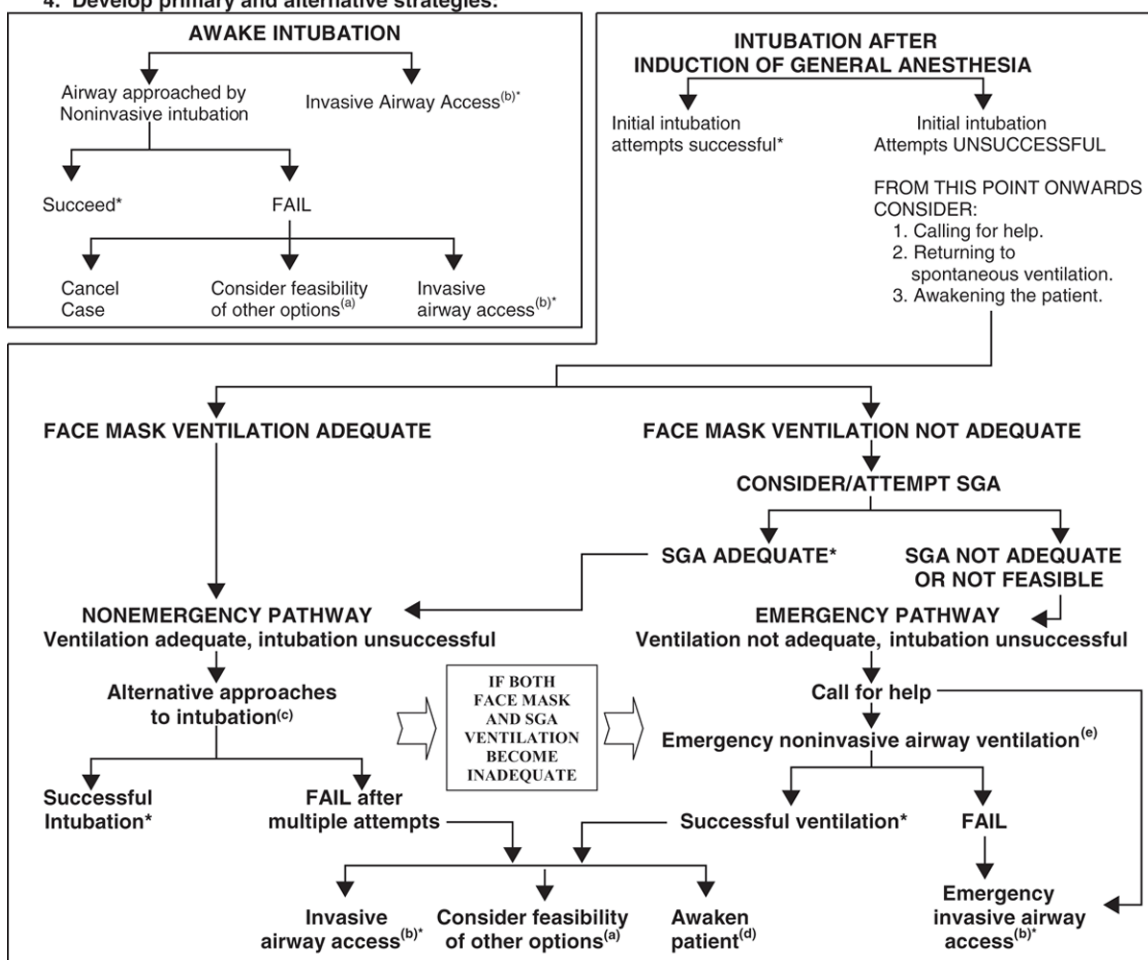 4. Develop primary and alternative strategies:
AWAKE INTUBATION
Airway approached by
Noninvasive intubation
Invasive Airway Access(b)*
Succeed*
FAIL
Cancel
Case
Consider feasibility
of other options(a)
Invasive
airway access(b)*
INTUBATION AFTER
INDUCTION OF GENERAL ANESTHESIA
Initial intubation
attempts successful*
Initial intubation
Attempts UNSUCCESSFUL
FROM THIS POINT ONWARDS
CONSIDER:
1. Calling for help.
2. Returning to
spontaneous ventilation.
3. Awakening the patient.
FACE MASK VENTILATION ADEQUATE
FACE MASK VENTILATION NOT ADEQUATE
CONSIDER/ATTEMPT SGA
SGA ADEQUATE*
SGA NOT ADEQUATE
OR NOT FEASIBLE
NONEMERGENCY PATHWAY
Ventilation adequate, intubation unsuccessful
EMERGENCY PATHWAY
Ventilation not adequate, intubation unsuccessful
Alternative approaches
to intubation(c)
IF BOTH
FACE MASK
AND SGA
VENTILATION
BECOME
INADEQUATE
Call for help
Emergency noninvasive airway ventilation(e)
Successful
Intubation*
FAIL after
multiple attempts
Successful ventilation*
FAIL
Invasive
airway access(b)*
Consider feasibility
of other options(a)
Awaken
patient(d)
Emergency
invasive airway
access(b)*